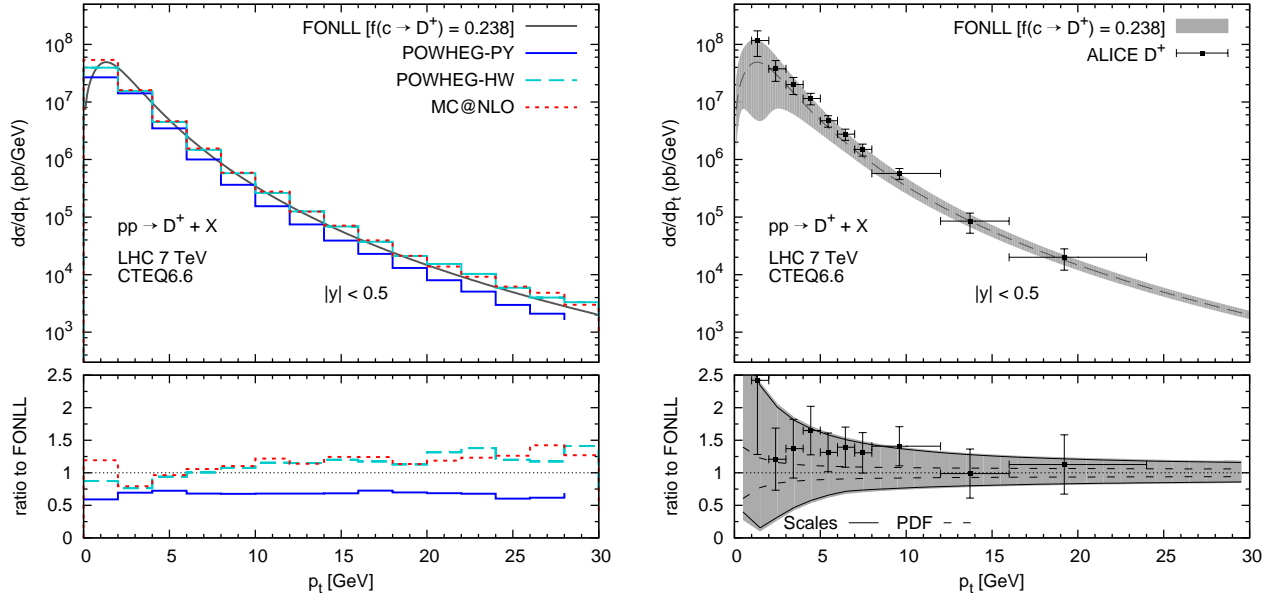 FONLL [f(c → D⁺) = 0.238]
POWHEG-PY
POWHEG-HW
MC@NLO
10⁸
10⁷
10⁶
10⁵
10⁴
10³
dσ/dpₜ (pb/GeV)
pp → D⁺ + X
LHC 7 TeV
CTEQ6.6
|y| < 0.5
2.5
2
1.5
1
0.5
0
ratio to FONLL
0 5 10 15 20 25 30
pₜ [GeV]
FONLL [f(c → D⁺) = 0.238]
ALICE D⁺
10⁸
10⁷
10⁶
10⁵
10⁴
10³
dσ/dpₜ (pb/GeV)
pp → D⁺ + X
LHC 7 TeV
CTEQ6.6
|y| < 0.5
2.5
2
1.5
1
0.5
0
ratio to FONLL
Scales PDF
0 5 10 15 20 25 30
pₜ [GeV]